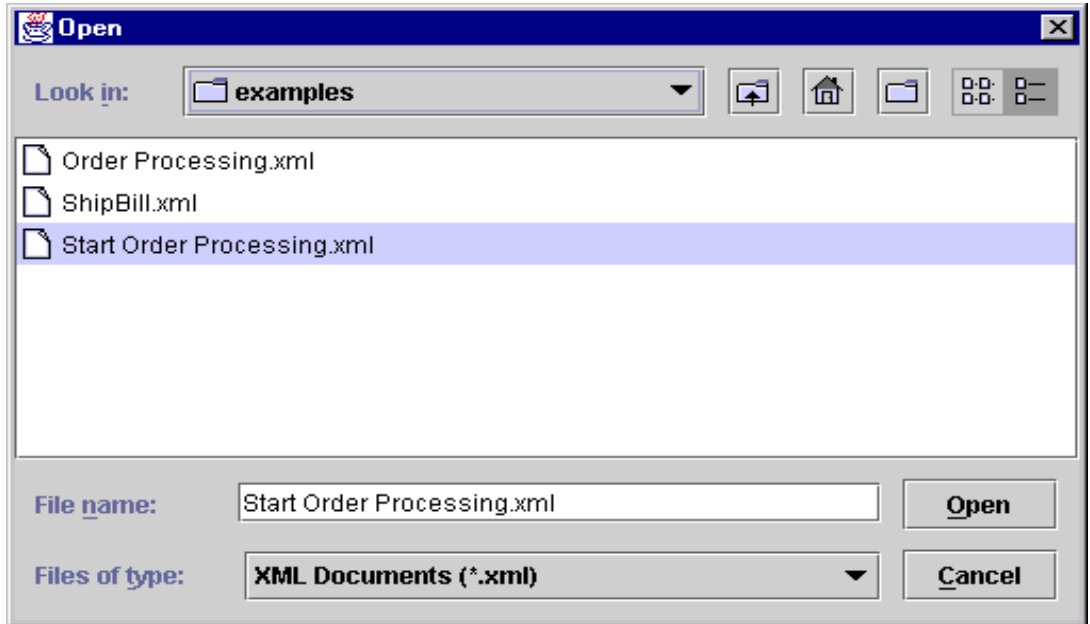 Open
Look in: examples
Order Processing.xml
ShipBill.xml
Start Order Processing.xml
File name: Start Order Processing.xml Open
Files of type: XML Documents (*.xml) Cancel